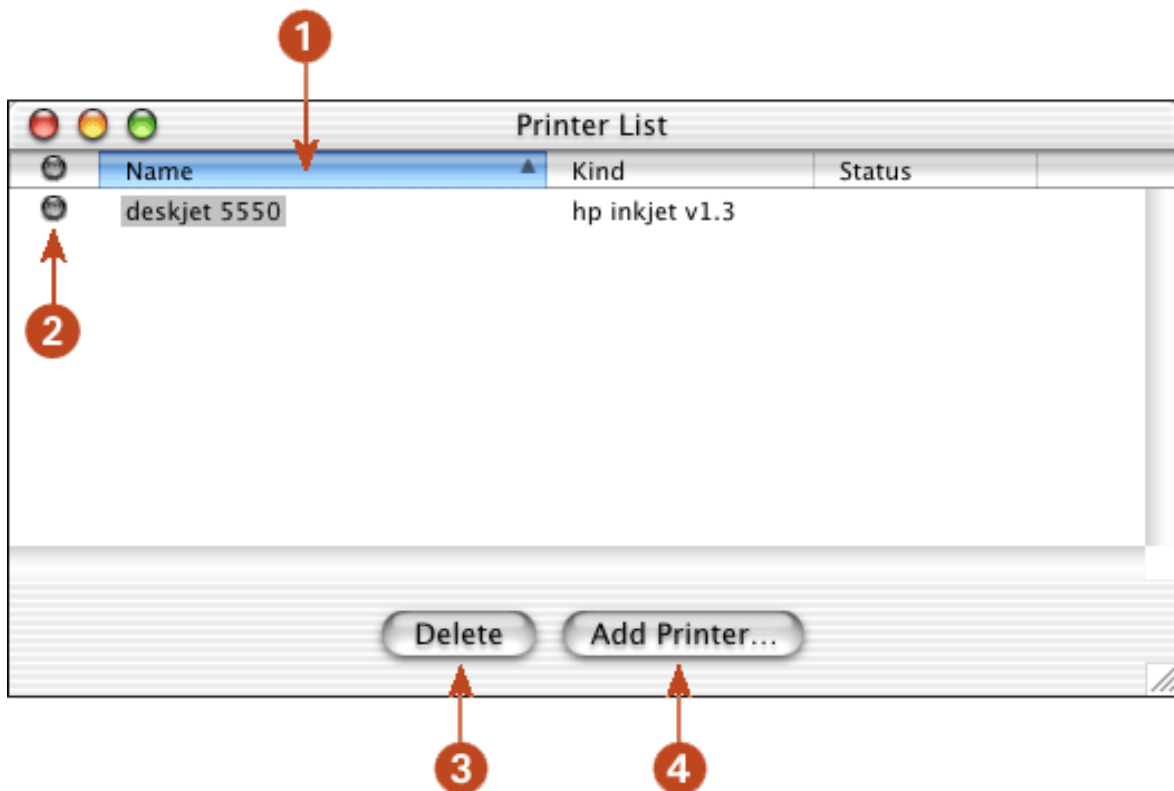 1
Printer List
Name Kind Status
deskjet 5550 hp inkjet v1.3
2
Delete Add Printer...
3 4